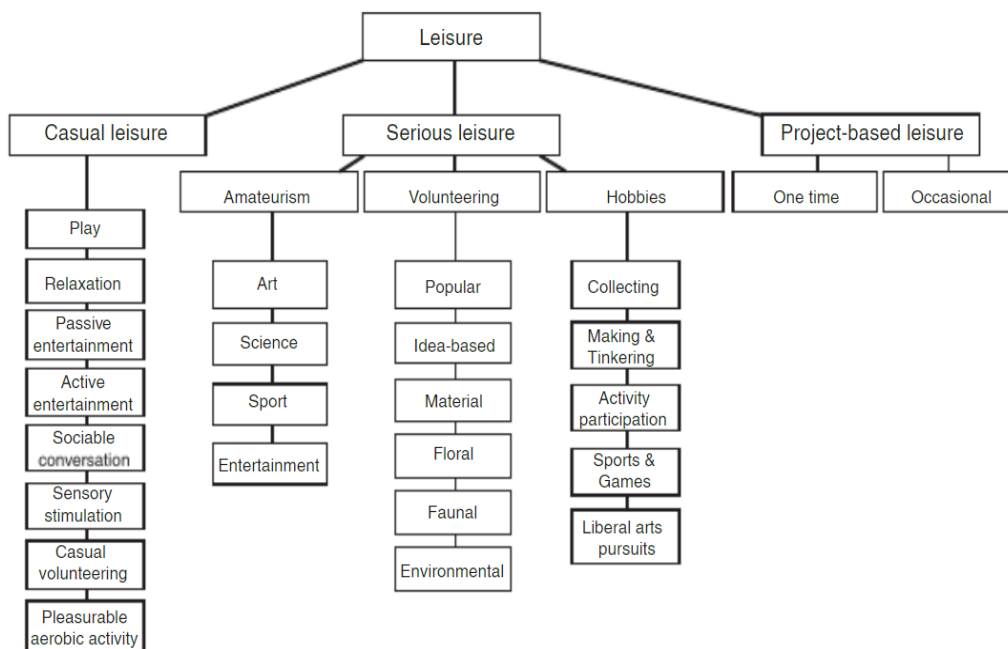 Leisure
Casual leisure
Serious leisure
Project-based leisure
Amateurism
Volunteering
Hobbies
One time
Occasional
Play
Relaxation
Passive
entertainment
Active
entertainment
Sociable
conversation
Sensory
stimulation
Casual
volunteering
Pleasurable
aerobic activity
Art
Science
Sport
Entertainment
Popular
Idea-based
Material
Floral
Faunal
Environmental
Collecting
Making &
Tinkering
Activity
participation
Sports &
Games
Liberal arts
pursuits